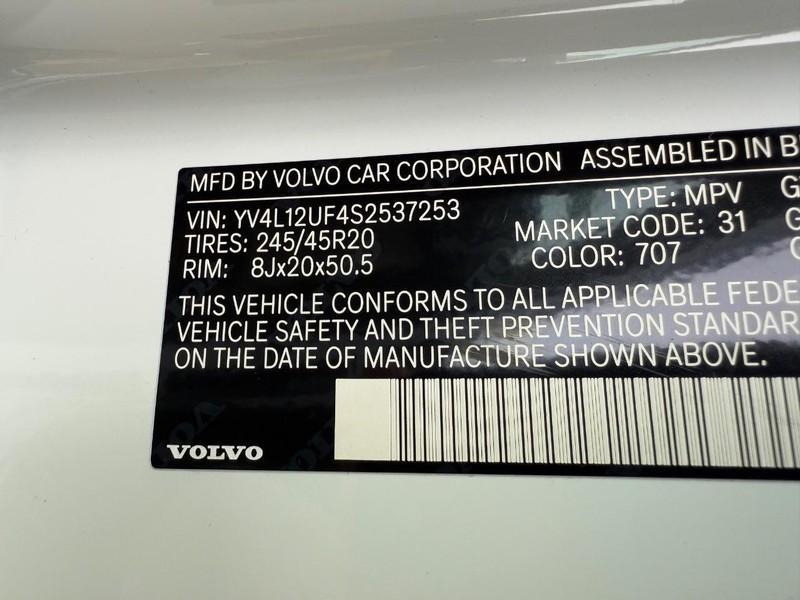 MFD BY VOLVO CAR CORPORATION ASSEMBLED IN
VIN: YV4L12UF4S2537253 TYPE: MPV
TIRES: 245/45R20 MARKET CODE: 31
RIM: 8Jx20x50.5 COLOR: 707
THIS VEHICLE CONFORMS TO ALL APPLICABLE FEDE
VEHICLE SAFETY AND THEFT PREVENTION STANDAR
ON THE DATE OF MANUFACTURE SHOWN ABOVE.
VOLVO